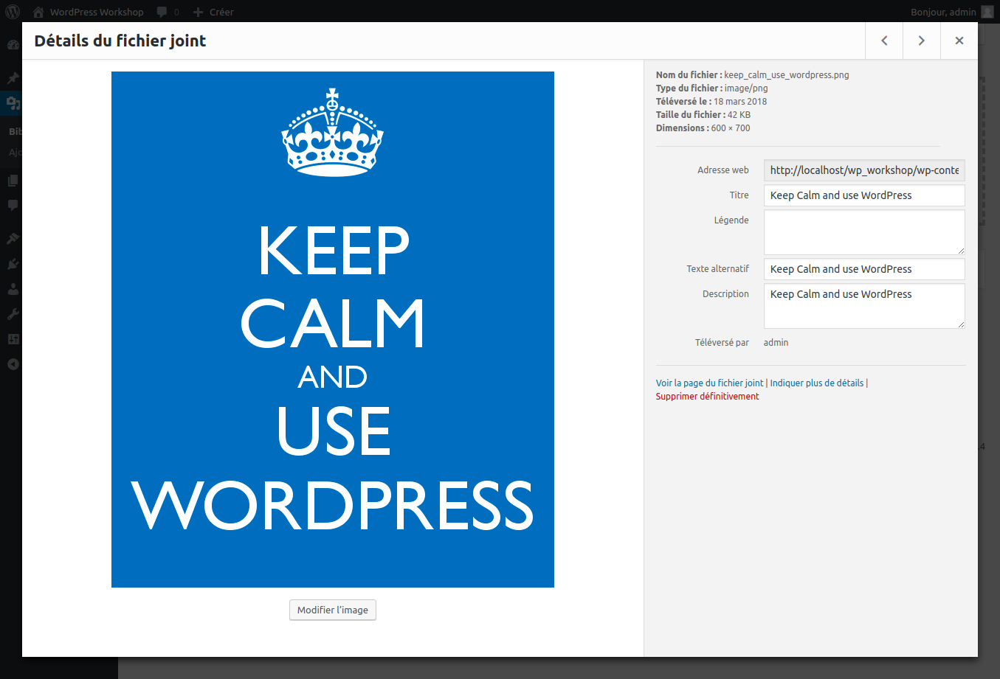 WordPress Workshop 0 Créer Bonjour, admin
Détails du fichier joint
KEEP
CALM
AND
USE
WORDPRESS
Modifier l'image
Nom du fichier : keep_calm_use_wordpress.png
Type du fichier : image/png
Téléversé le : 18 mars 2018
Taille du fichier : 42 KB
Dimensions : 600 × 700
Adresse web http://localhost/wp_workshop/wp-conte
Titre Keep Calm and use WordPress
Légende
Texte alternatif Keep Calm and use WordPress
Description Keep Calm and use WordPress
Téléversé par admin
Voir la page du fichier joint | Indiquer plus de détails |
Supprimer définitivement